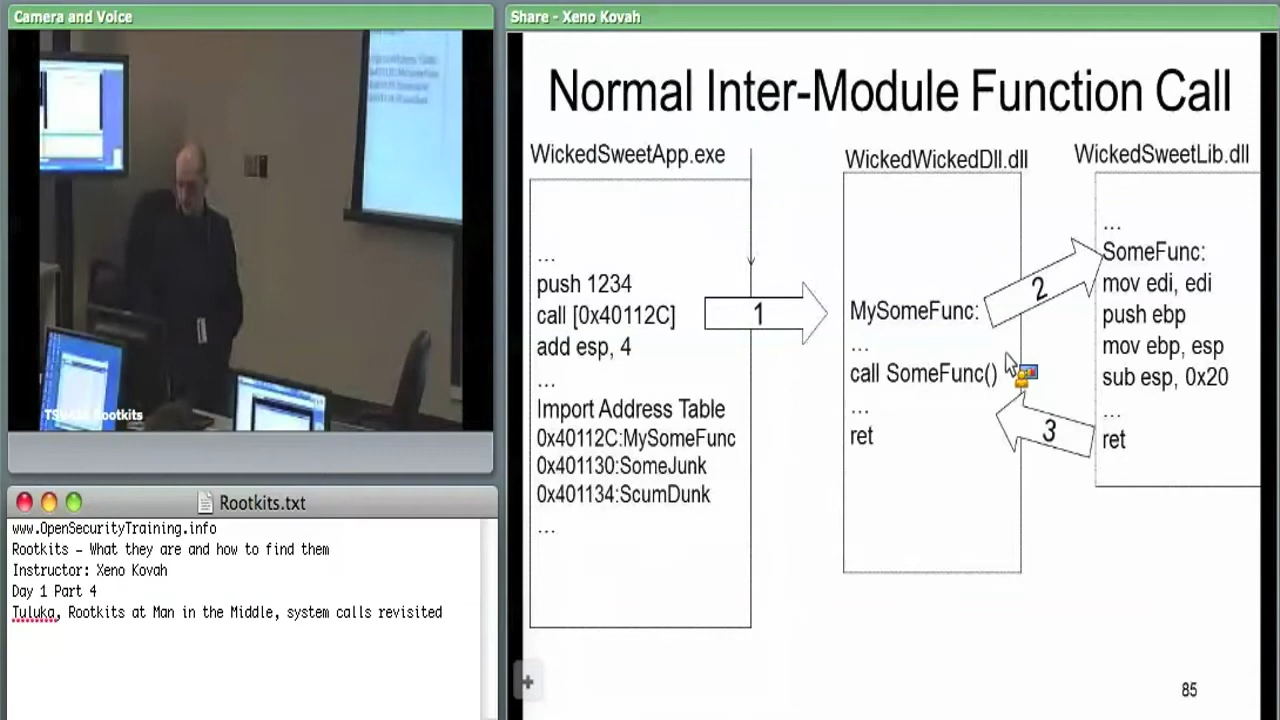 Camera and Voice
Share - Xeno Kovah
Normal Inter-Module Function Call
WickedSweetApp.exe
...
push 1234
call [0x40112C]
add esp, 4
...
Import Address Table
0x40112C:MySomeFunc
0x401130:SomeJunk
0x401134:ScumDunk
...
1
WickedWickedDll.dll
MySomeFunc:
...
call SomeFunc()
...
ret
2
3
WickedSweetLib.dll
...
SomeFunc:
mov edi, edi
push ebp
mov ebp, esp
sub esp, 0x20
...
ret
85
Rootkits.txt
www.OpenSecurityTraining.info
Rootkits – What they are and how to find them
Instructor: Xeno Kovah
Day 1 Part 4
Tuluka, Rootkits at Man in the Middle, system calls revisited